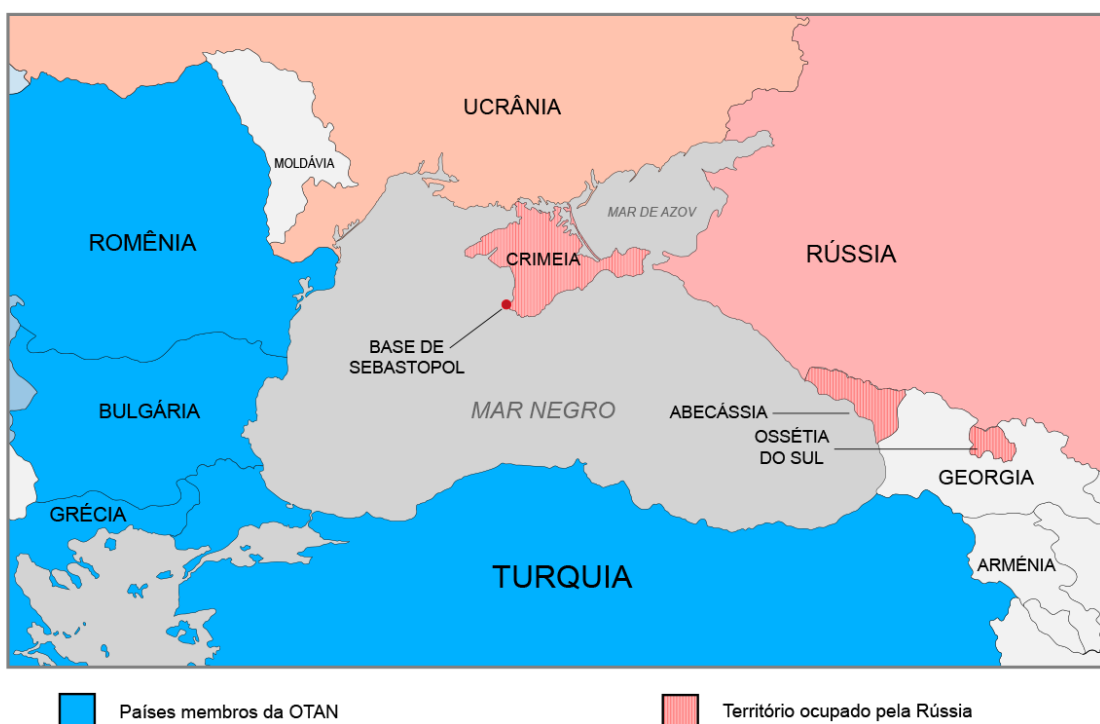 UCRÂNIA
MOLDÁVIA
MAR DE AZOV
ROMÊNIA
RÚSSIA
CRIMEIA
BASE DE
SEBASTOPOL
BULGÁRIA
MAR NEGRO
ABECÁSSIA
OSSÉTIA
DO SUL
GEORGIA
GRÉCIA
ARMÉNIA
TURQUIA
Países membros da OTAN
Território ocupado pela Rússia